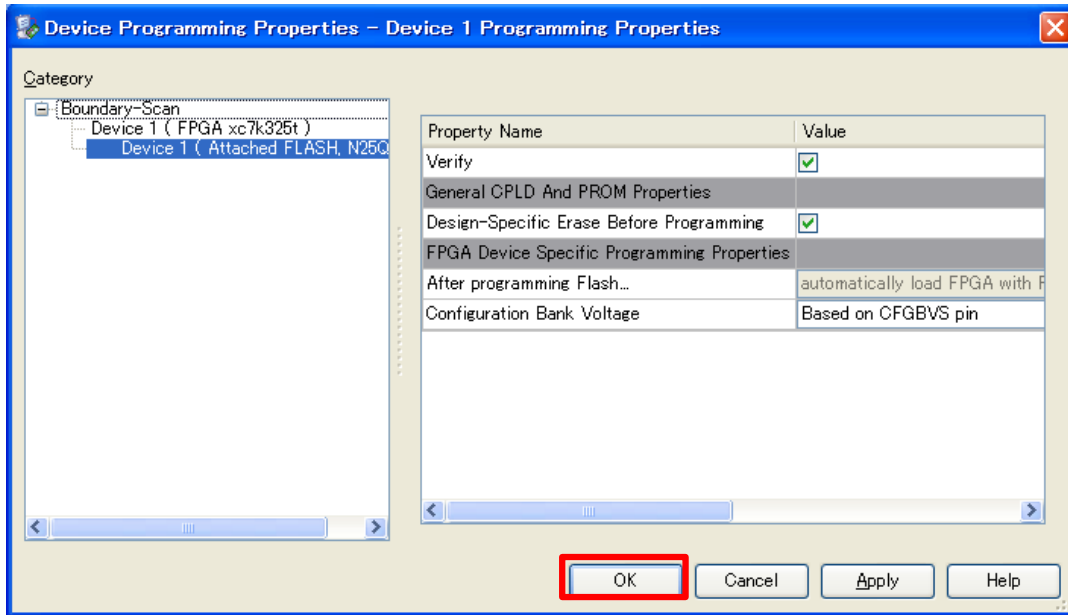 Device Programming Properties - Device 1 Programming Properties
Category
Boundary-Scan
Device 1 ( FPGA xc7k325t )
Device 1 ( Attached FLASH, N25Q
Property Name Value
Verify
General CPLD And PROM Properties
Design-Specific Erase Before Programming
FPGA Device Specific Programming Properties
After programming Flash... automatically load FPGA with F
Configuration Bank Voltage Based on CFGBVS pin
OK Cancel Apply Help